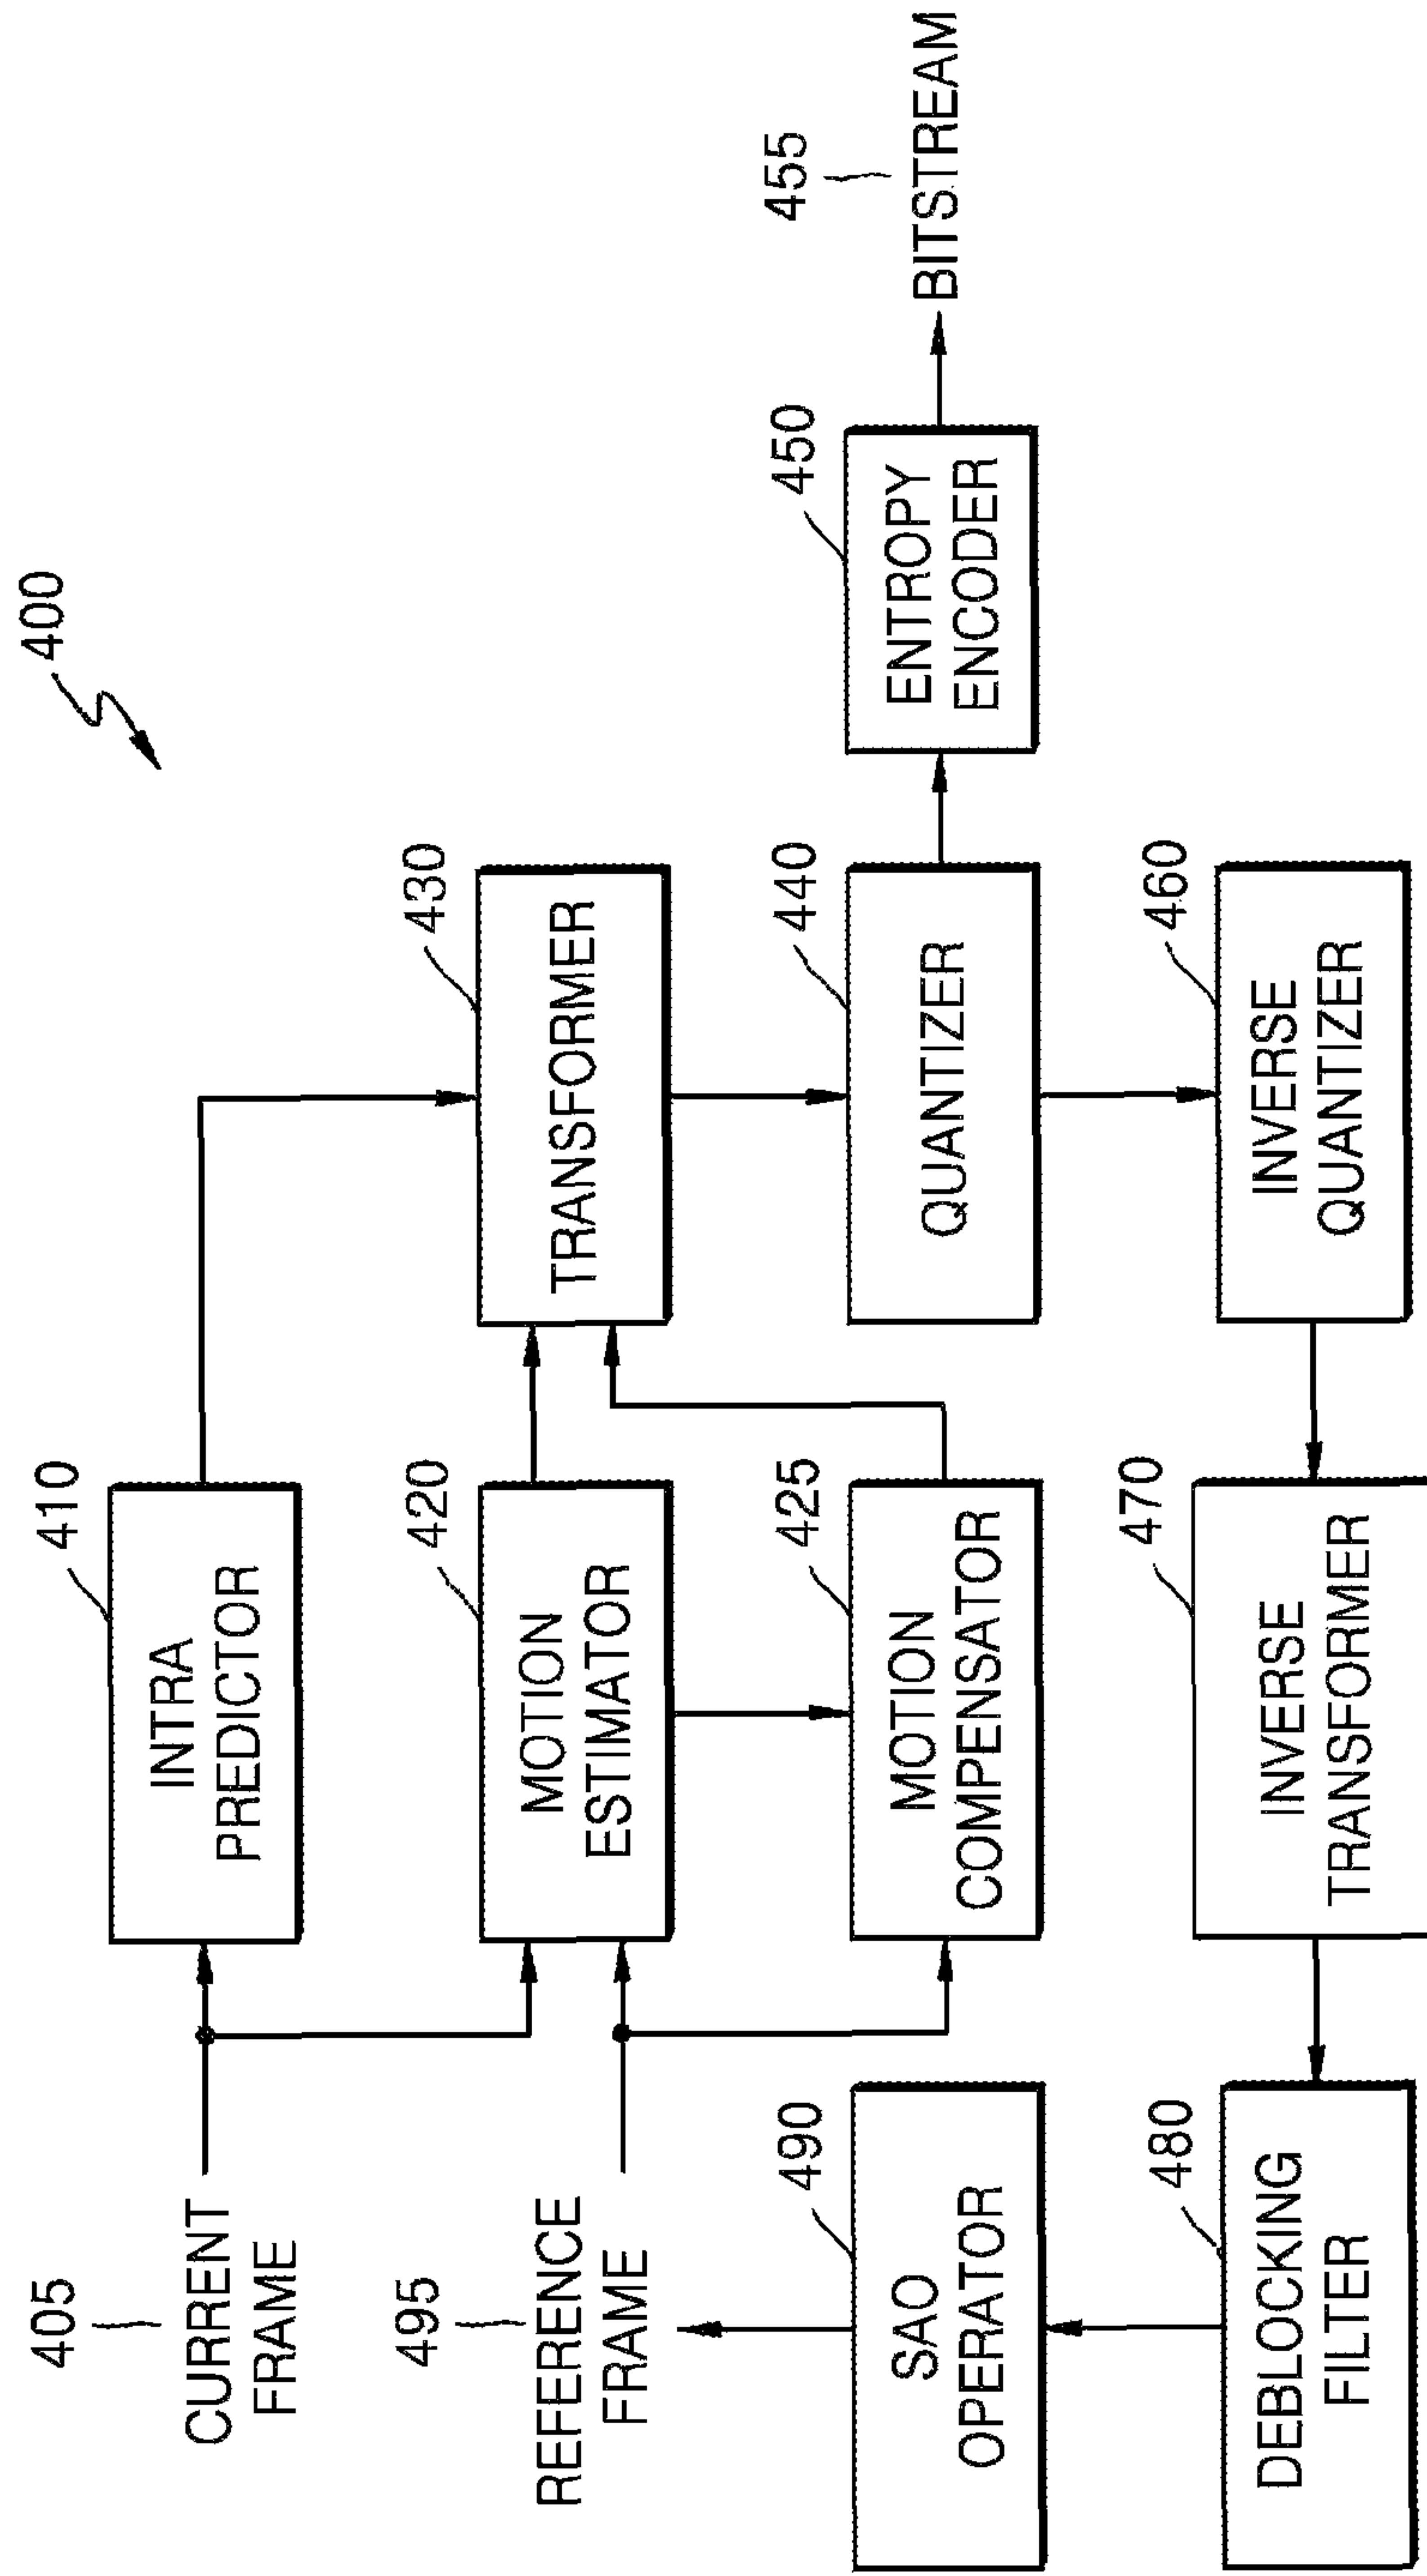 400
405
CURRENT
FRAME
410
INTRA
PREDICTOR
495
REFERENCE
FRAME
420
MOTION
ESTIMATOR
430
TRANSFORMER
490
SAO
OPERATOR
425
MOTION
COMPENSATOR
440
QUANTIZER
450
ENTROPY
ENCODER
455
BITSTREAM
480
DEBLOCKING
FILTER
470
INVERSE
TRANSFORMER
460
INVERSE
QUANTIZER